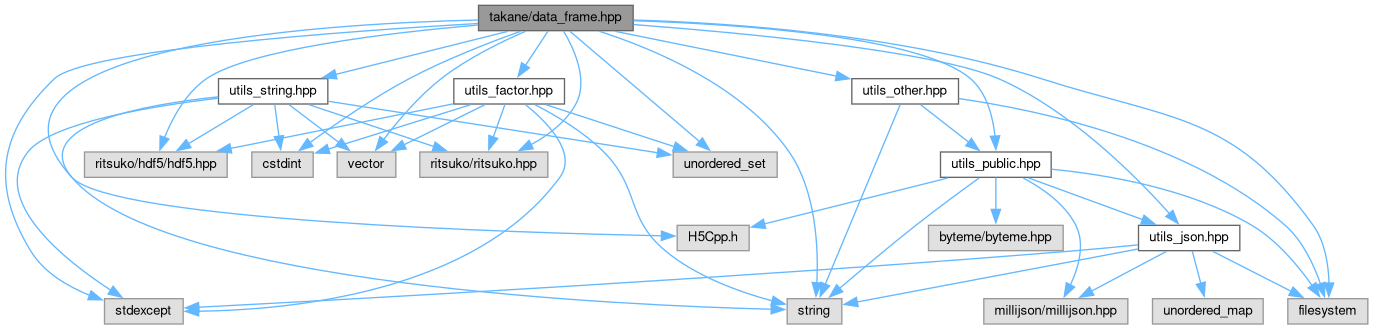 takane/data_frame.hpp
utils_string.hpp
utils_factor.hpp
utils_other.hpp
ritsuko/hdf5/hdf5.hpp
cstdint
vector
ritsuko/ritsuko.hpp
unordered_set
utils_public.hpp
H5Cpp.h
byteme/byteme.hpp
utils_json.hpp
stdexcept
string
millijson/millijson.hpp
unordered_map
filesystem